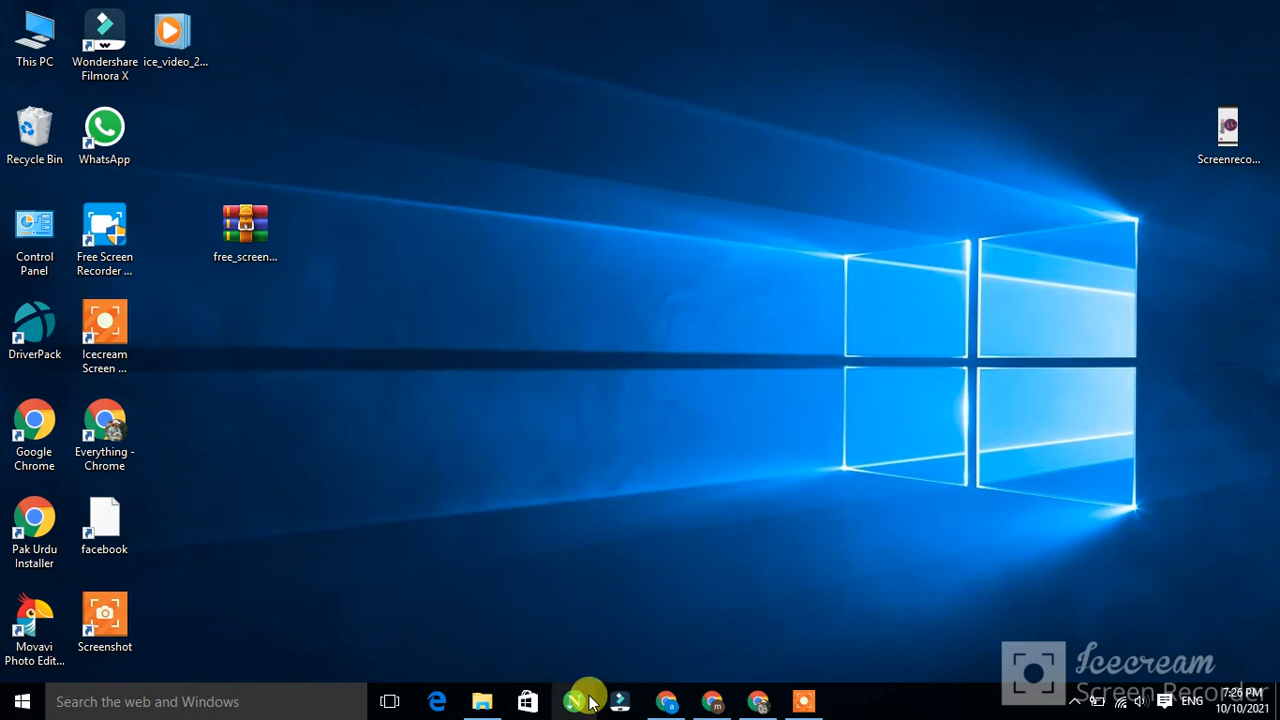 This PC
Wondershare
Filmora X
ice_video_2...
Recycle Bin
WhatsApp
Screenreco...
Control
Panel
Free Screen
Recorder ...
free_screen...
DriverPack
Icecream
Screen ...
Google
Chrome
Everything -
Chrome
Pak Urdu
Installer
facebook
Movavi
Photo Edit...
Screenshot
Icecream
Screen Recorder
Search the web and Windows
ENG
7:26 PM
10/10/2021